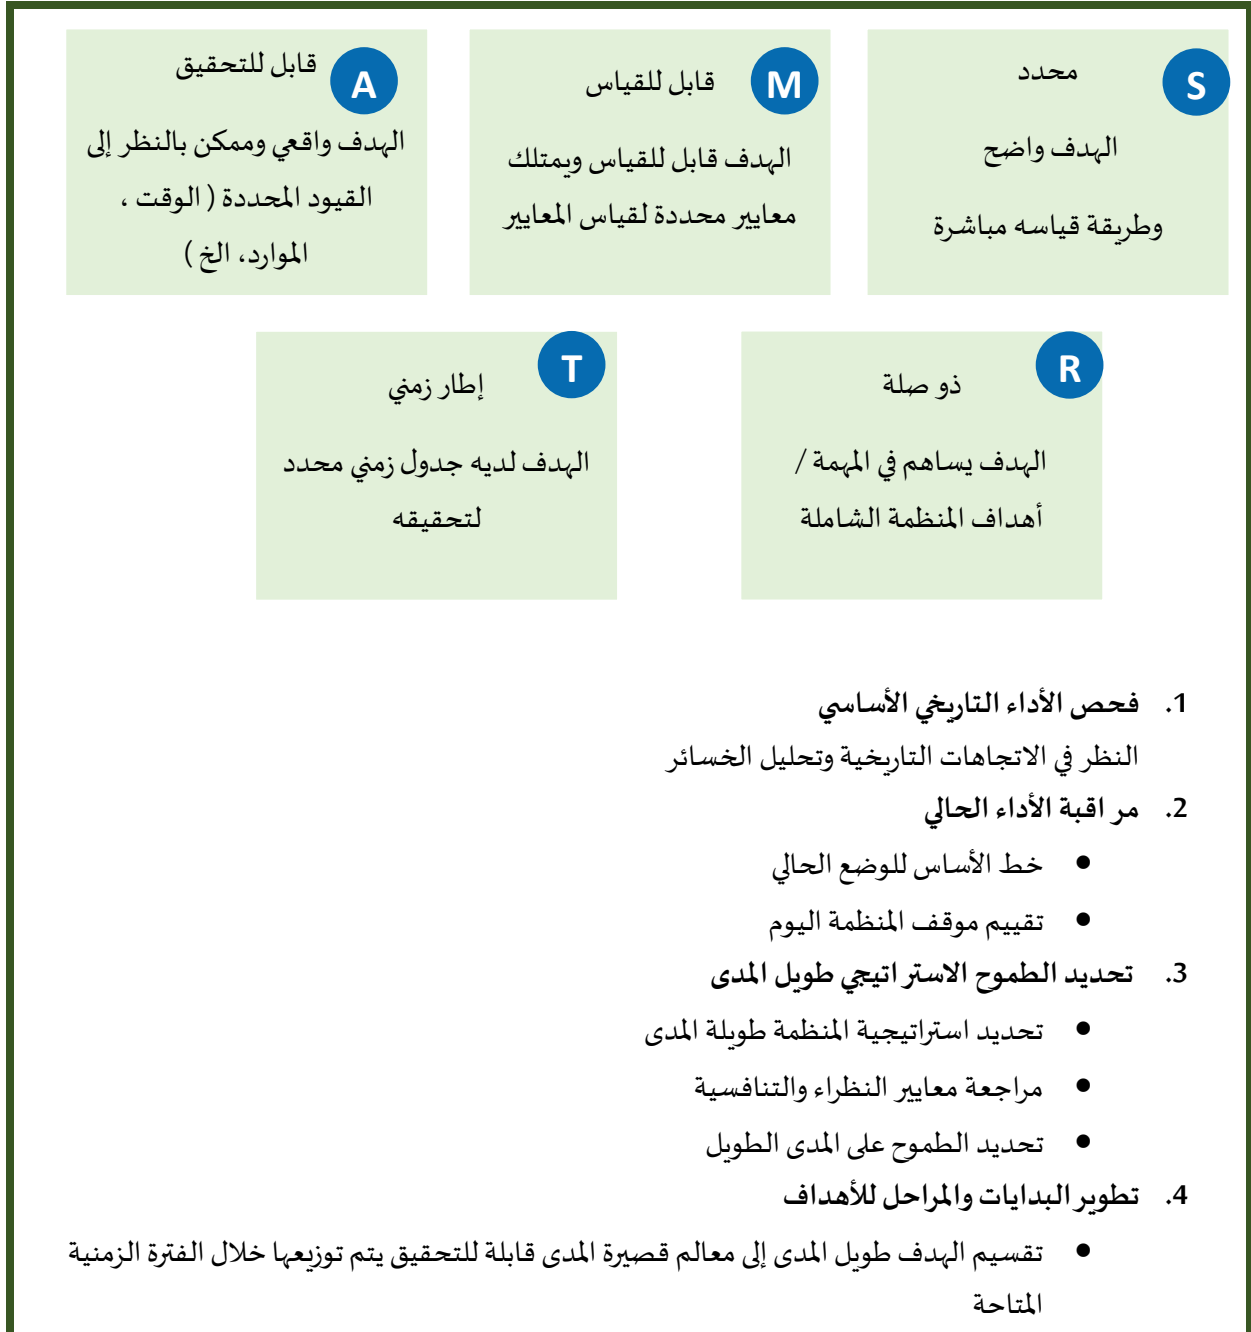 S
محدد
الهدف واضح
وطريقة قياسه مباشرة
M
قابل للقياس
الهدف قابل للقياس ويمتلك
معايير محددة لقياس المعايير
A
قابل للتحقيق
الهدف واقعي وممكن بالنظر إلى
القيود المحددة ( الوقت ،
الموارد، الخ )
R
ذو صلة
الهدف يساهم في المهمة /
أهداف المنظمة الشاملة
T
إطار زمني
الهدف لديه جدول زمني محدد
لتحقيقه
1. فحص الأداء التاريخي الأساسي
النظر في الاتجاهات التاريخية وتحليل الخسائر
2. مراقبة الأداء الحالي
● خط الأساس للوضع الحالي
● تقييم موقف المنظمة اليوم
3. تحديد الطموح الاستراتيجي طويل المدى
● تحديد استراتيجية المنظمة طويلة المدى
● مراجعة معايير النظراء والتنافسية
● تحديد الطموح على المدى الطويل
4. تطوير البدايات والمراحل للأهداف
● تقسيم الهدف طويل المدى إلى معالم قصيرة المدى قابلة للتحقيق يتم توزيعها خلال الفترة الزمنية
المتاحة